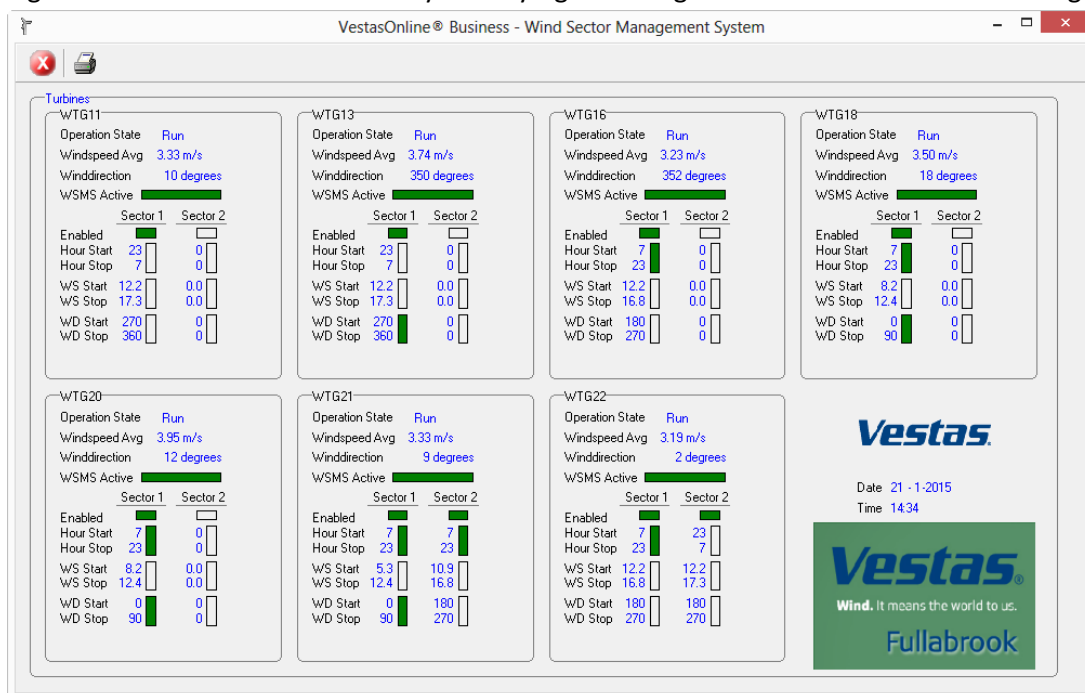 VestasOnline® Business - Wind Sector Management System
Turbines
WTG11
Operation State Run
Windspeed Avg 3.33 m/s
Winddirection 10 degrees
WSMS Active
Sector 1 Sector 2
Enabled
Hour Start 23 0
Hour Stop 7 0
WS Start 12.2 0.0
WS Stop 17.3 0.0
WD Start 270 0
WD Stop 360 0
WTG13
Operation State Run
Windspeed Avg 3.74 m/s
Winddirection 350 degrees
WSMS Active
Sector 1 Sector 2
Enabled
Hour Start 23 0
Hour Stop 7 0
WS Start 12.2 0.0
WS Stop 17.3 0.0
WD Start 270 0
WD Stop 360 0
WTG16
Operation State Run
Windspeed Avg 3.23 m/s
Winddirection 352 degrees
WSMS Active
Sector 1 Sector 2
Enabled
Hour Start 7 0
Hour Stop 23 0
WS Start 12.2 0.0
WS Stop 16.8 0.0
WD Start 180 0
WD Stop 270 0
WTG18
Operation State Run
Windspeed Avg 3.50 m/s
Winddirection 18 degrees
WSMS Active
Sector 1 Sector 2
Enabled
Hour Start 7 0
Hour Stop 23 0
WS Start 8.2 0.0
WS Stop 12.4 0.0
WD Start 0 0
WD Stop 90 0
WTG20
Operation State Run
Windspeed Avg 3.95 m/s
Winddirection 12 degrees
WSMS Active
Sector 1 Sector 2
Enabled
Hour Start 7 0
Hour Stop 23 0
WS Start 8.2 0.0
WS Stop 12.4 0.0
WD Start 0 0
WD Stop 90 0
WTG21
Operation State Run
Windspeed Avg 3.33 m/s
Winddirection 9 degrees
WSMS Active
Sector 1 Sector 2
Enabled
Hour Start 7 7
Hour Stop 23 23
WS Start 5.3 10.9
WS Stop 12.4 16.8
WD Start 0 180
WD Stop 90 270
WTG22
Operation State Run
Windspeed Avg 3.19 m/s
Winddirection 2 degrees
WSMS Active
Sector 1 Sector 2
Enabled
Hour Start 7 23
Hour Stop 23 7
WS Start 12.2 12.2
WS Stop 16.8 17.3
WD Start 180 180
WD Stop 270 270
Vestas.
Date 21 - 1-2015
Time 14:34
Vestas®
Wind. It means the world to us.
Fullabrook